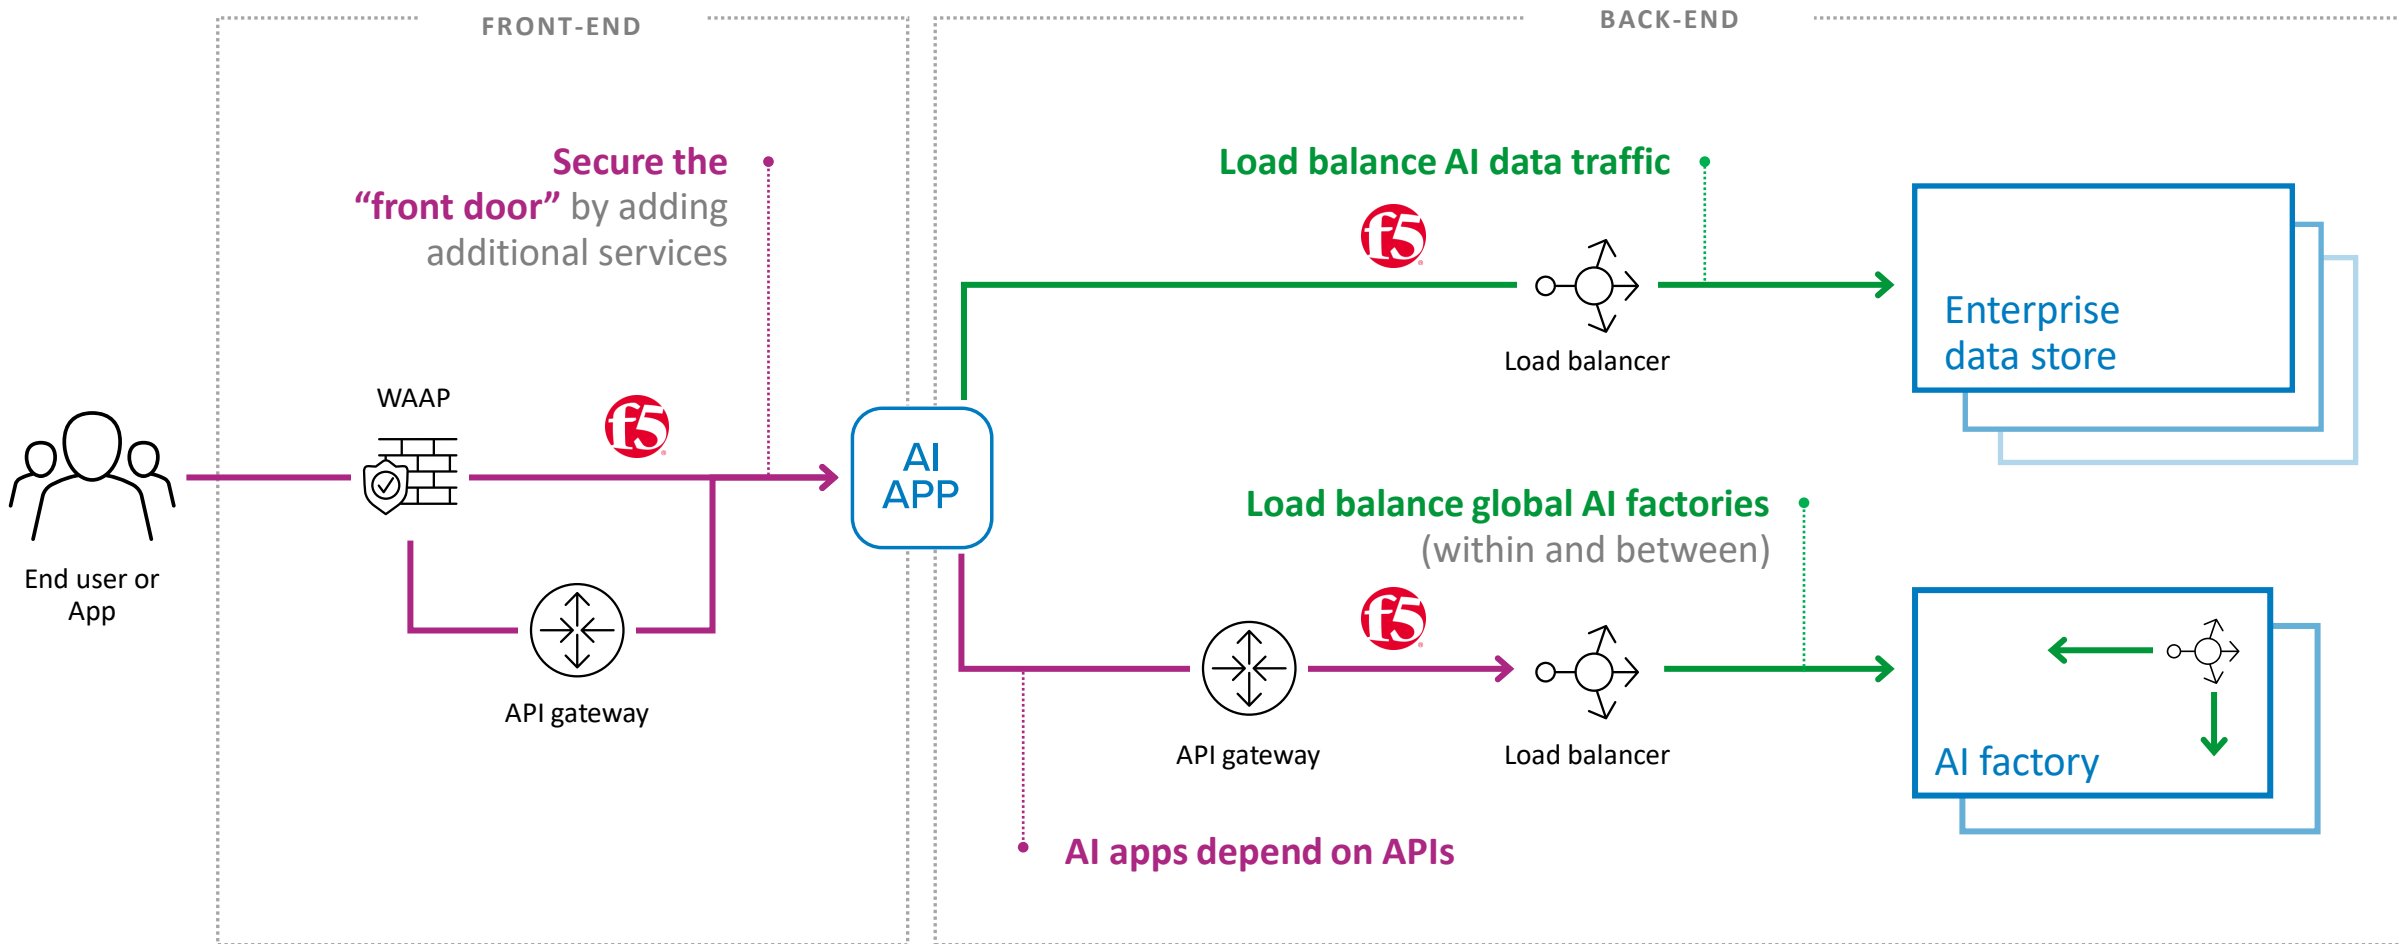 FRONT-END
BACK-END
Secure the
“front door” by adding
additional services
Load balance AI data traffic
f5
Load balancer
Enterprise
data store
WAAP
f5
End user or
App
API gateway
AI
APP
Load balance global AI factories
(within and between)
f5
API gateway
Load balancer
AI factory
AI apps depend on APIs